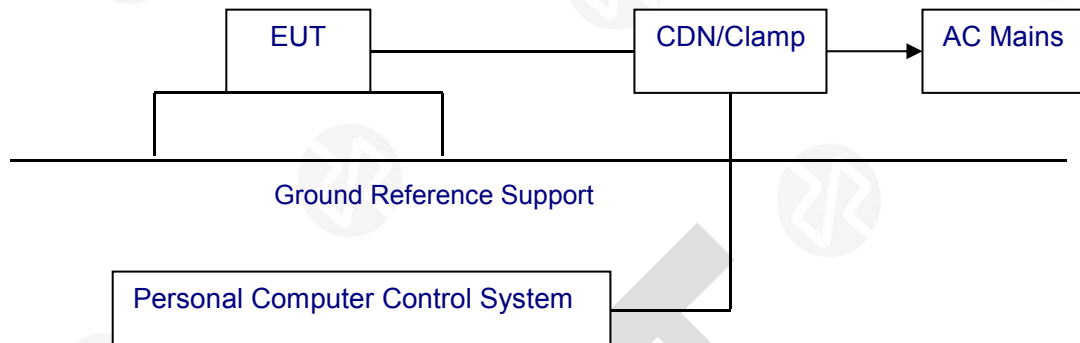 EUT
CDN/Clamp
AC Mains
Ground Reference Support
Personal Computer Control System